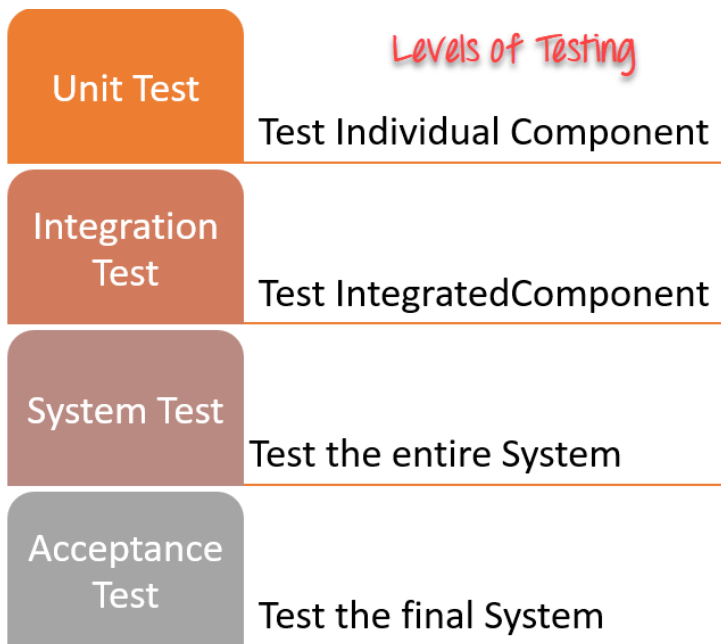 Levels of Testing
Unit Test
Test Individual Component
Integration
Test
Test IntegratedComponent
System Test
Test the entire System
Acceptance
Test
Test the final System